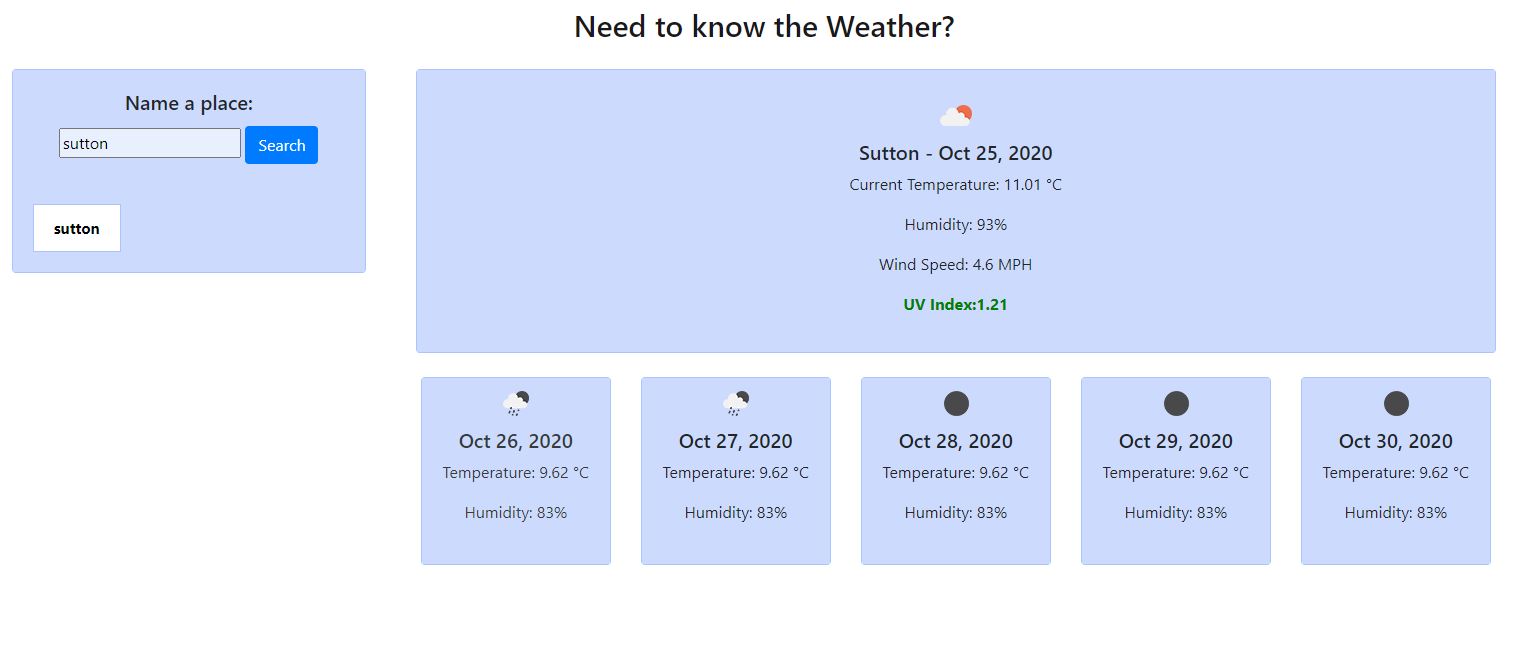 Need to know the Weather?
Name a place:
sutton
Search
sutton
Sutton - Oct 25, 2020
Current Temperature: 11.01 °C
Humidity: 93%
Wind Speed: 4.6 MPH
UV Index:1.21
Oct 26, 2020
Temperature: 9.62 °C
Humidity: 83%
Oct 27, 2020
Temperature: 9.62 °C
Humidity: 83%
Oct 28, 2020
Temperature: 9.62 °C
Humidity: 83%
Oct 29, 2020
Temperature: 9.62 °C
Humidity: 83%
Oct 30, 2020
Temperature: 9.62 °C
Humidity: 83%